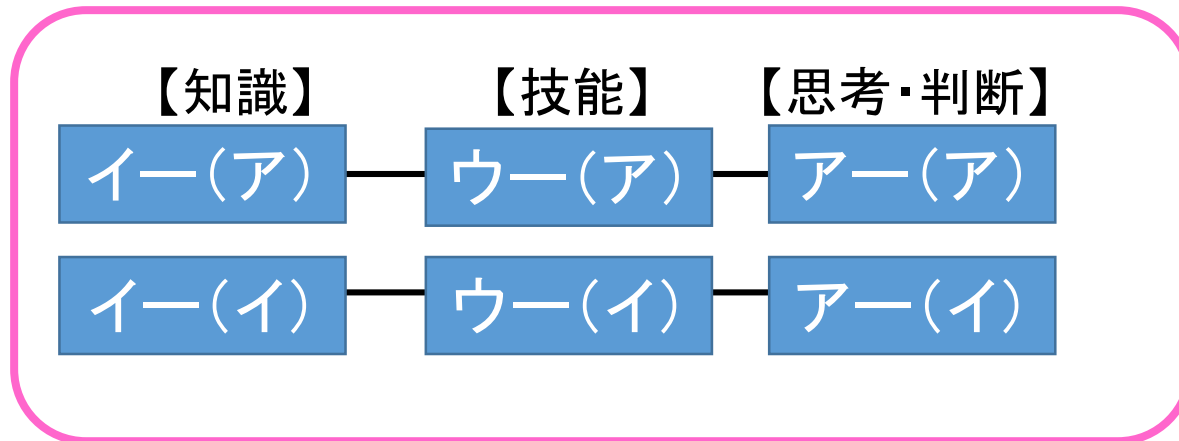 【知識】 【技能】 【思考・判断】
イー(ア) ウー(ア) アー(ア)
イー(イ) ウー(イ) アー(イ)